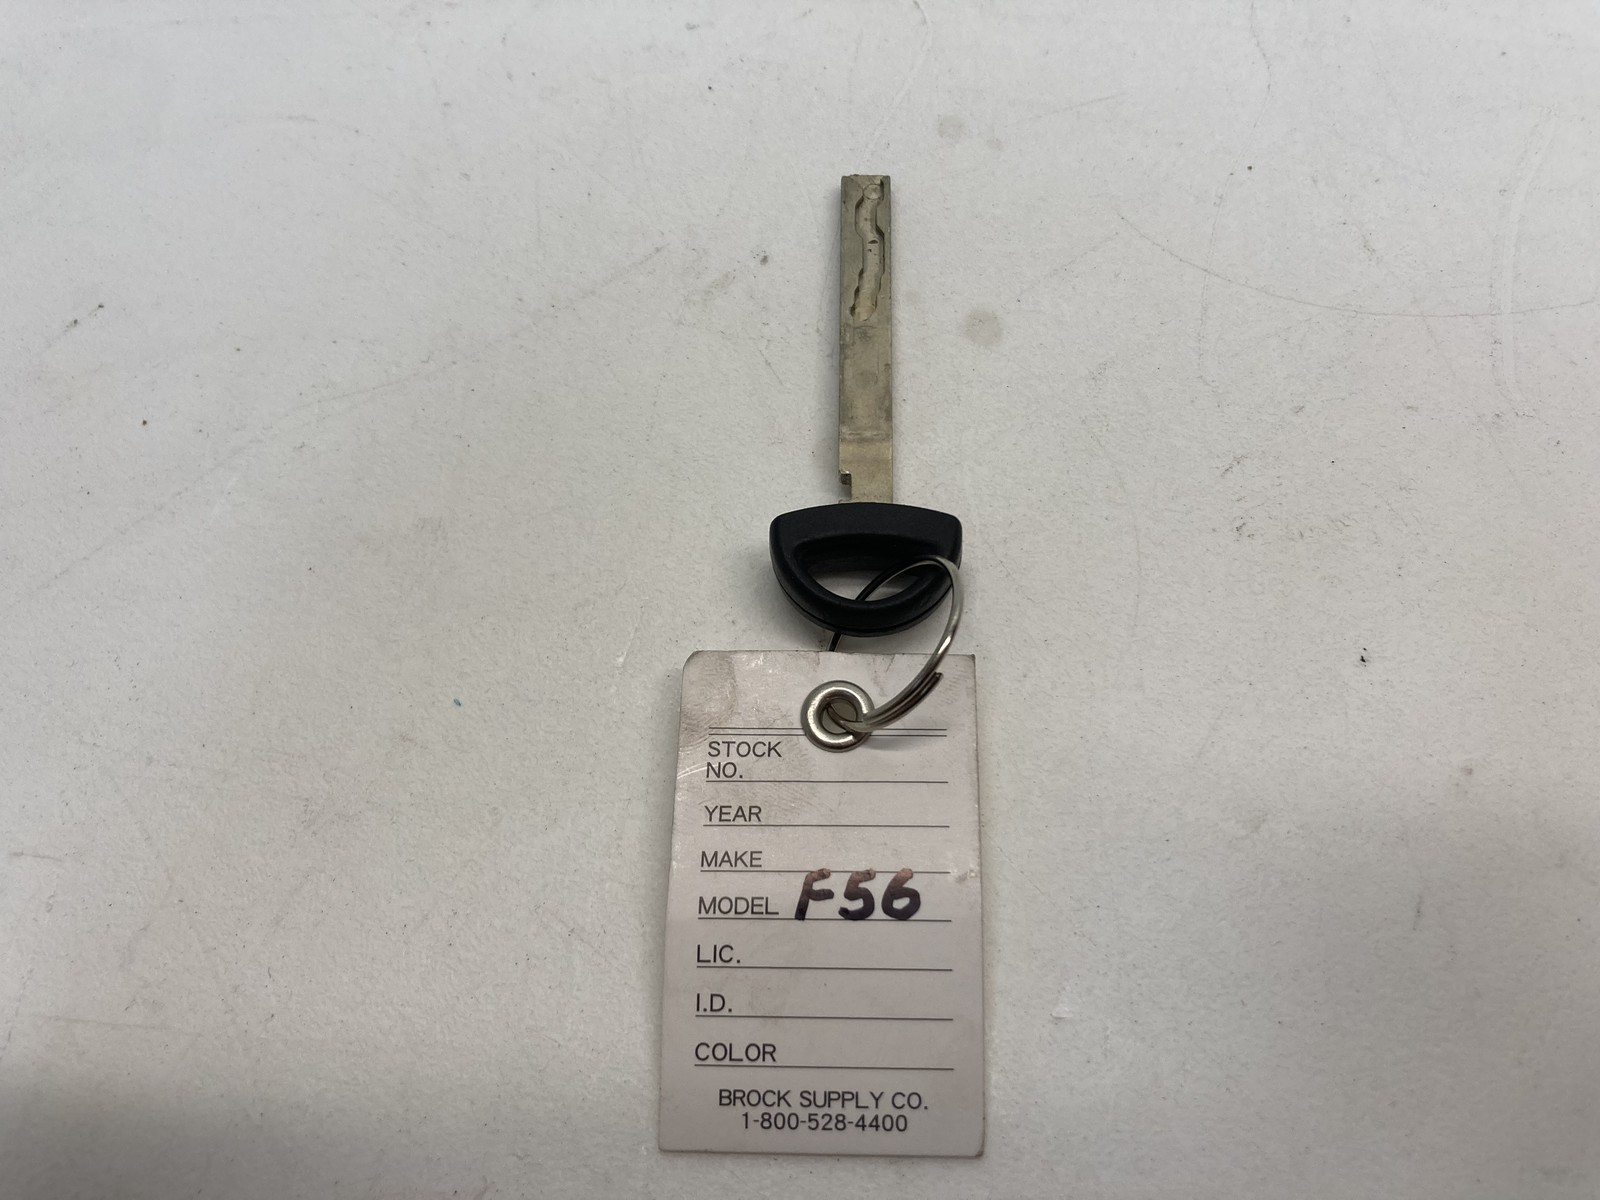 STOCK
NO.
YEAR
MAKE
MODEL F56
LIC.
I.D.
COLOR
BROCK SUPPLY CO.
1-800-528-4400